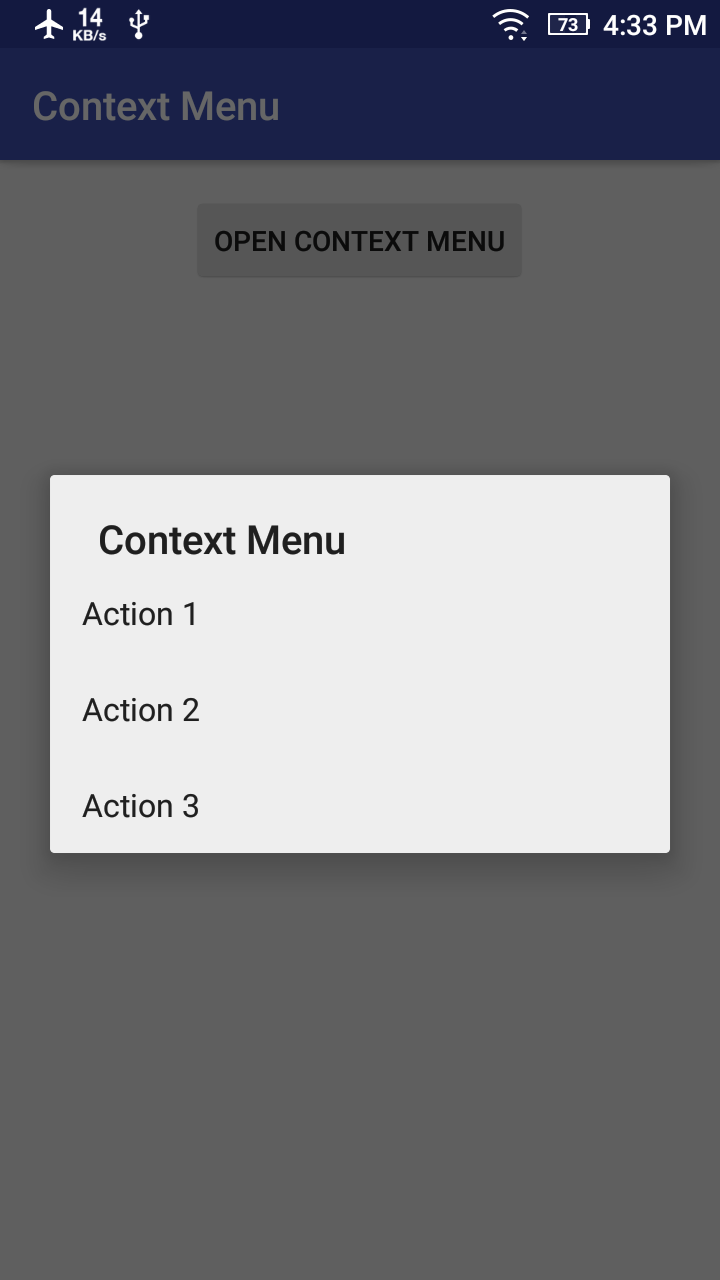 14
KB/s
73
4:33 PM
Context Menu
OPEN CONTEXT MENU
Context Menu
Action 1
Action 2
Action 3